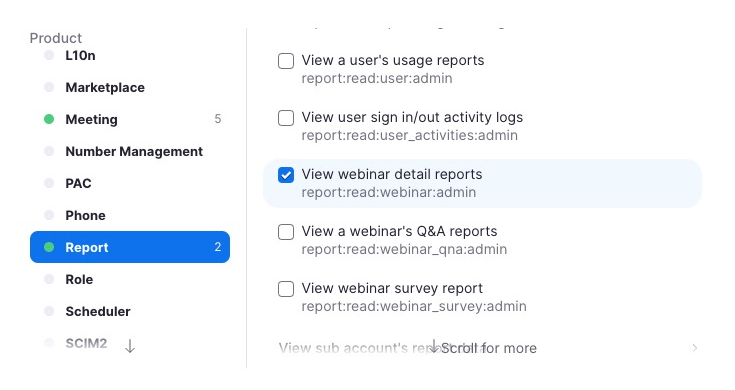 Product
L10n
Marketplace
Meeting 5
Number Management
PAC
Phone
Report 2
Role
Scheduler
SCIM2
View a user's usage reports
report:read:user:admin
View user sign in/out activity logs
report:read:user_activities:admin
View webinar detail reports
report:read:webinar:admin
View a webinar's Q&A reports
report:read:webinar_qna:admin
View webinar survey report
report:read:webinar_survey:admin
View sub account's report data
Scroll for more